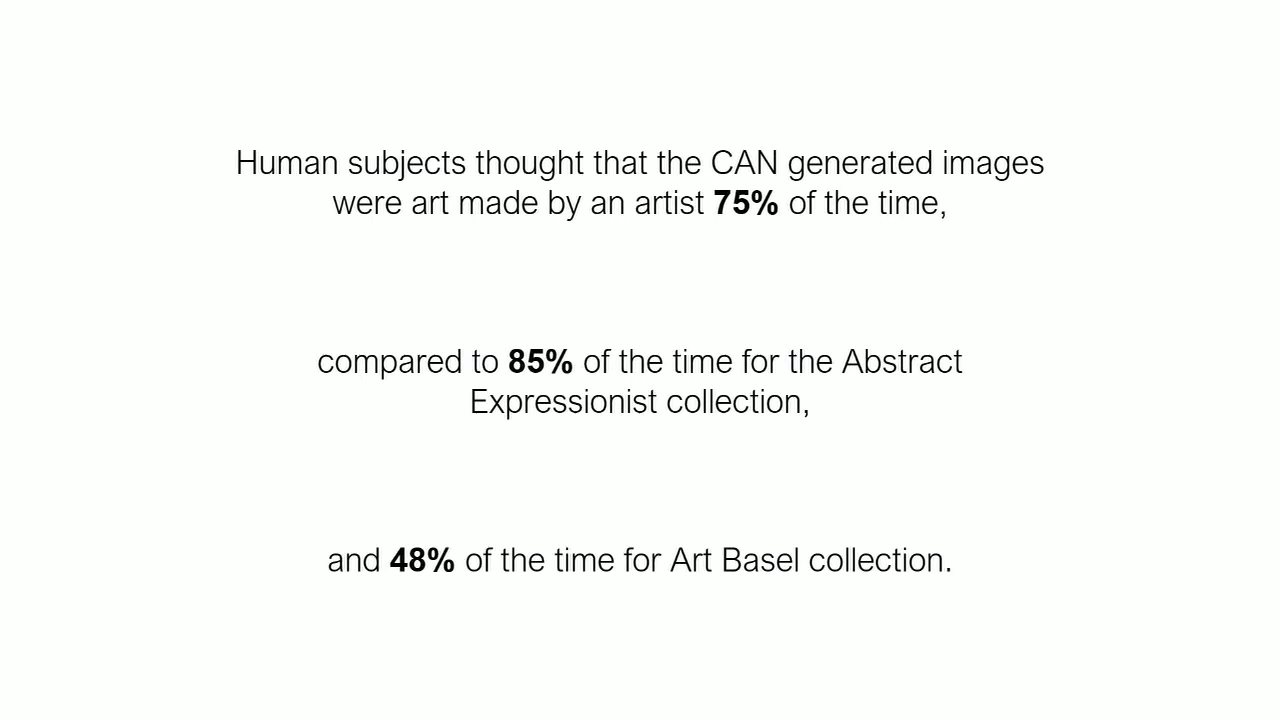 Human subjects thought that the CAN generated images
were art made by an artist 75% of the time,
compared to 85% of the time for the Abstract
Expressionist collection,
and 48% of the time for Art Basel collection.